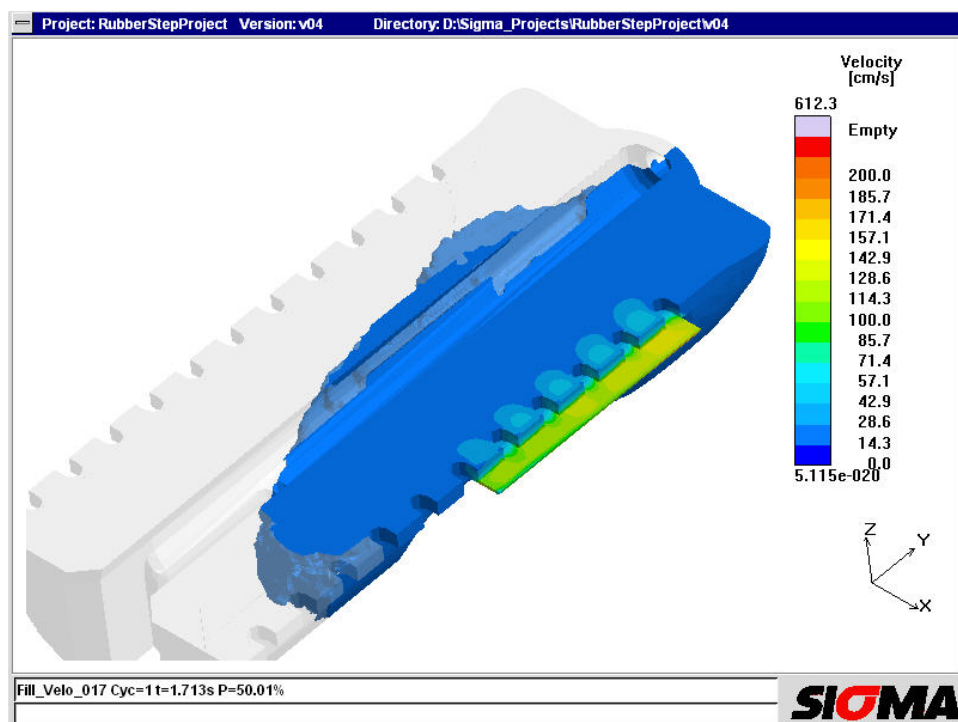 Project: RubberStepProject Version: v04 Directory: D:\Sigma_Projects\RubberStepProject\v04
Velocity
[cm/s]
612.3
Empty
200.0
185.7
171.4
157.1
142.9
128.6
114.3
100.0
85.7
71.4
57.1
42.9
28.6
14.3
0.0
5.115e-020
Z
Y
X
Fill_Velo_017 Cyc=1 t=1.713s P=50.01%
SIGMA